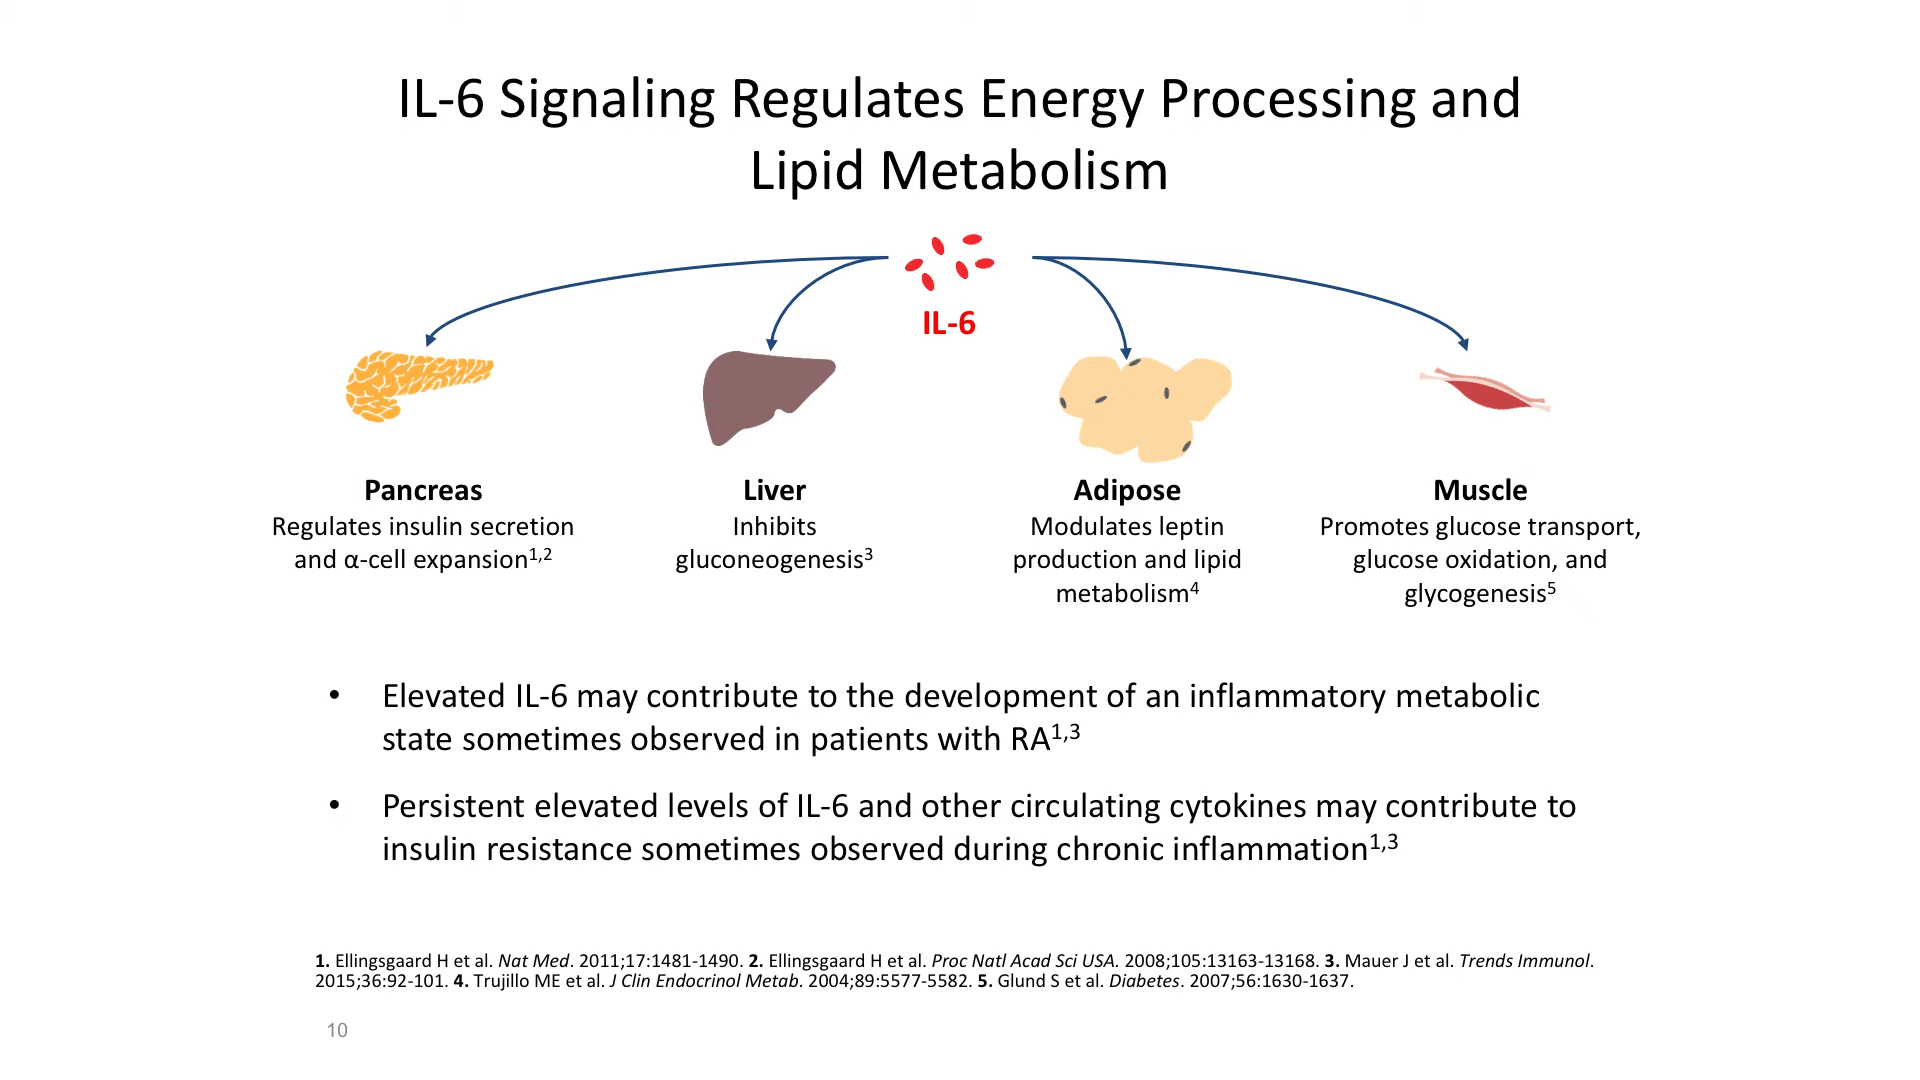 IL-6 Signaling Regulates Energy Processing and
Lipid Metabolism
IL-6
Pancreas
Regulates insulin secretion
and α-cell expansion1,2
Liver
Inhibits
gluconeogenesis3
Adipose
Modulates leptin
production and lipid
metabolism4
Muscle
Promotes glucose transport,
glucose oxidation, and
glycogenesis5
• Elevated IL-6 may contribute to the development of an inflammatory metabolic
state sometimes observed in patients with RA1,3
• Persistent elevated levels of IL-6 and other circulating cytokines may contribute to
insulin resistance sometimes observed during chronic inflammation1,3
1. Ellingsgaard H et al. Nat Med. 2011;17:1481-1490. 2. Ellingsgaard H et al. Proc Natl Acad Sci USA. 2008;105:13163-13168. 3. Mauer J et al. Trends Immunol.
2015;36:92-101. 4. Trujillo ME et al. J Clin Endocrinol Metab. 2004;89:5577-5582. 5. Glund S et al. Diabetes. 2007;56:1630-1637.
10